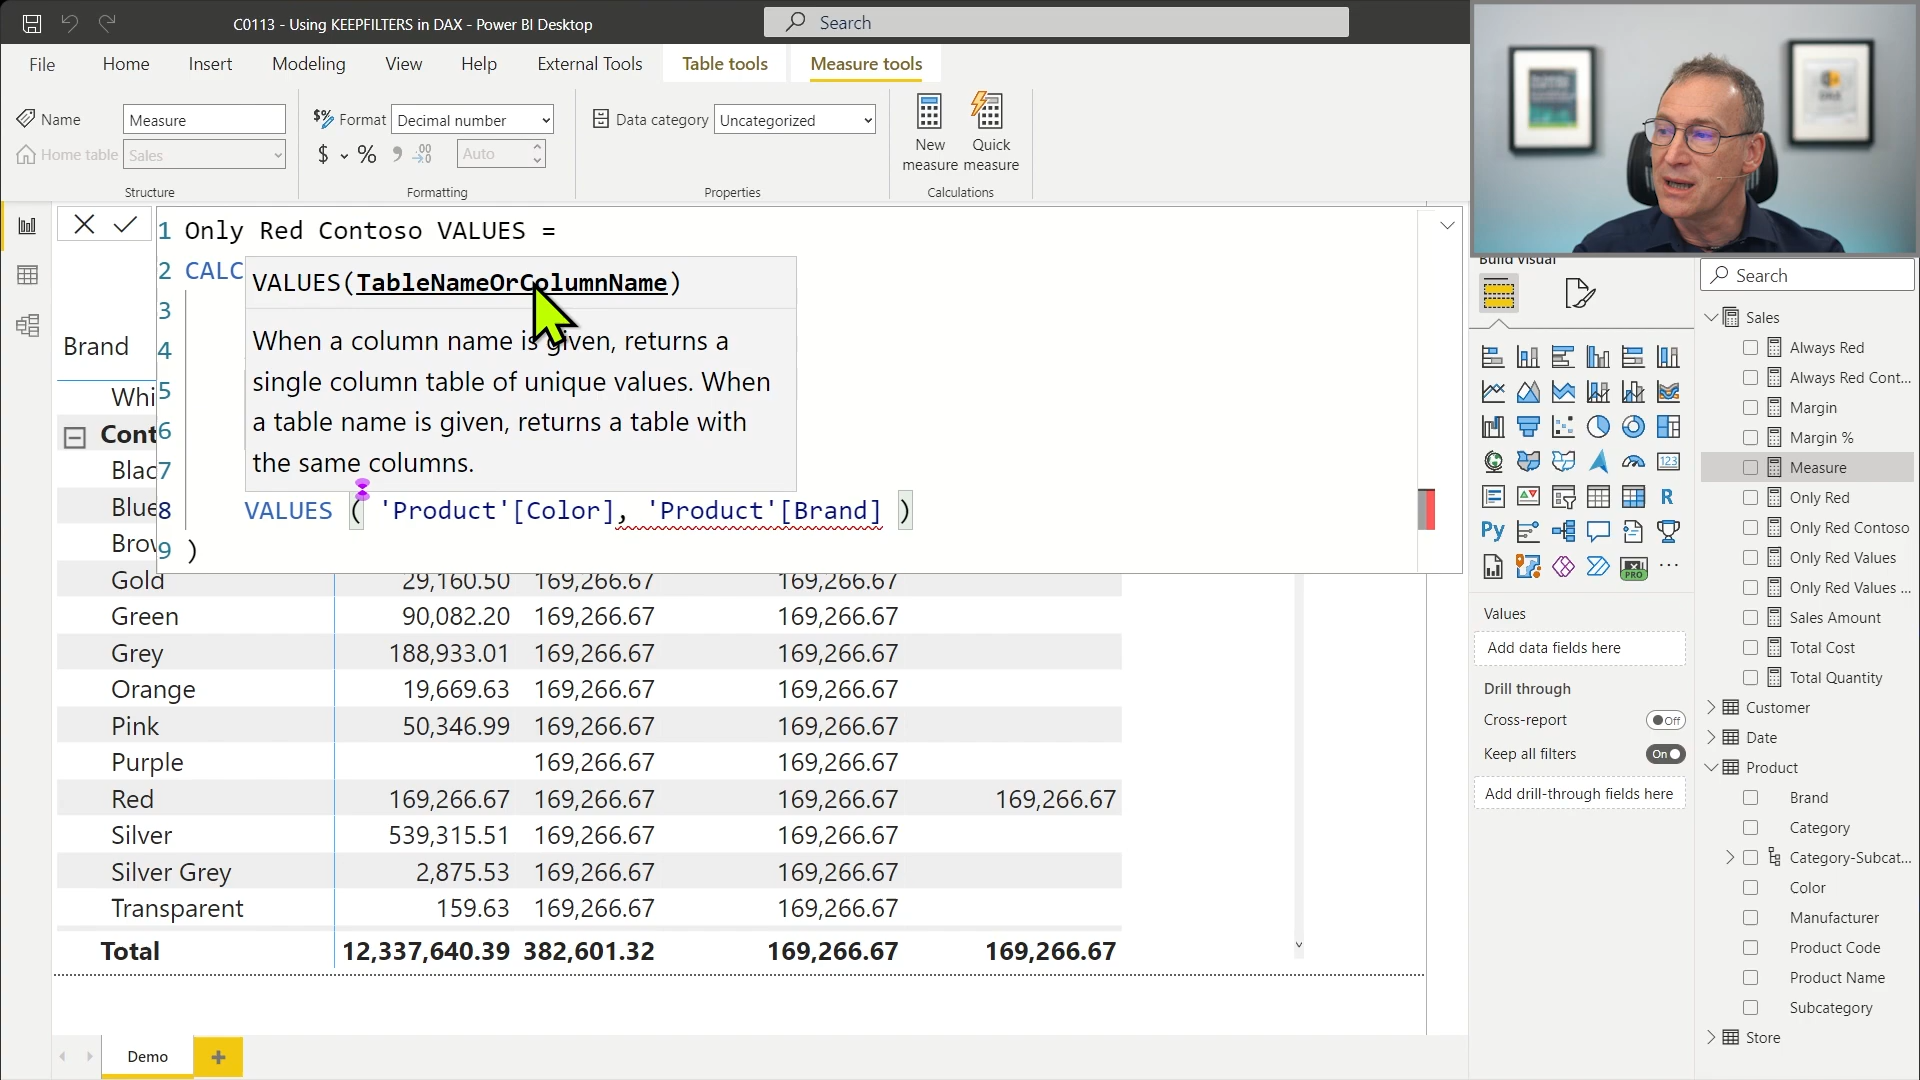 C0113 - Using KEEPFILTERS in DAX - Power BI Desktop
Search
File Home Insert Modeling View Help External Tools Table tools Measure tools
Name Measure
Home table Sales
Structure
$% Format Decimal number
$ % 9 .00 Auto
Formatting
Data category Uncategorized
Properties
New measure
Quick measure
Calculations
1 Only Red Contoso VALUES =
2 CALC
VALUES(TableNameOrColumnName)
3
When a column name is given, returns a
4
single column table of unique values. When
5
a table name is given, returns a table with
6
the same columns.
7
8 VALUES ( 'Product'[Color], 'Product'[Brand] )
9 )
Brand
Whi
Cont
Blac
Blue
Brov
Gold 29,160.50 169,266.67 169,266.67
Green 90,082.20 169,266.67 169,266.67
Grey 188,933.01 169,266.67 169,266.67
Orange 19,669.63 169,266.67 169,266.67
Pink 50,346.99 169,266.67 169,266.67
Purple 169,266.67 169,266.67
Red 169,266.67 169,266.67 169,266.67 169,266.67
Silver 539,315.51 169,266.67 169,266.67
Silver Grey 2,875.53 169,266.67 169,266.67
Transparent 159.63 169,266.67 169,266.67
Total 12,337,640.39 382,601.32 169,266.67 169,266.67
Demo
+
Build visual
123
R
Py
PRO
...
Values
Add data fields here
Drill through
Cross-report Off
Keep all filters On
Add drill-through fields here
Search
Sales
Always Red
Always Red Cont...
Margin
Margin %
Measure
Only Red
Only Red Contoso
Only Red Values
Only Red Values ...
Sales Amount
Total Cost
Total Quantity
Customer
Date
Product
Brand
Category
Category-Subcat...
Color
Manufacturer
Product Code
Product Name
Subcategory
Store